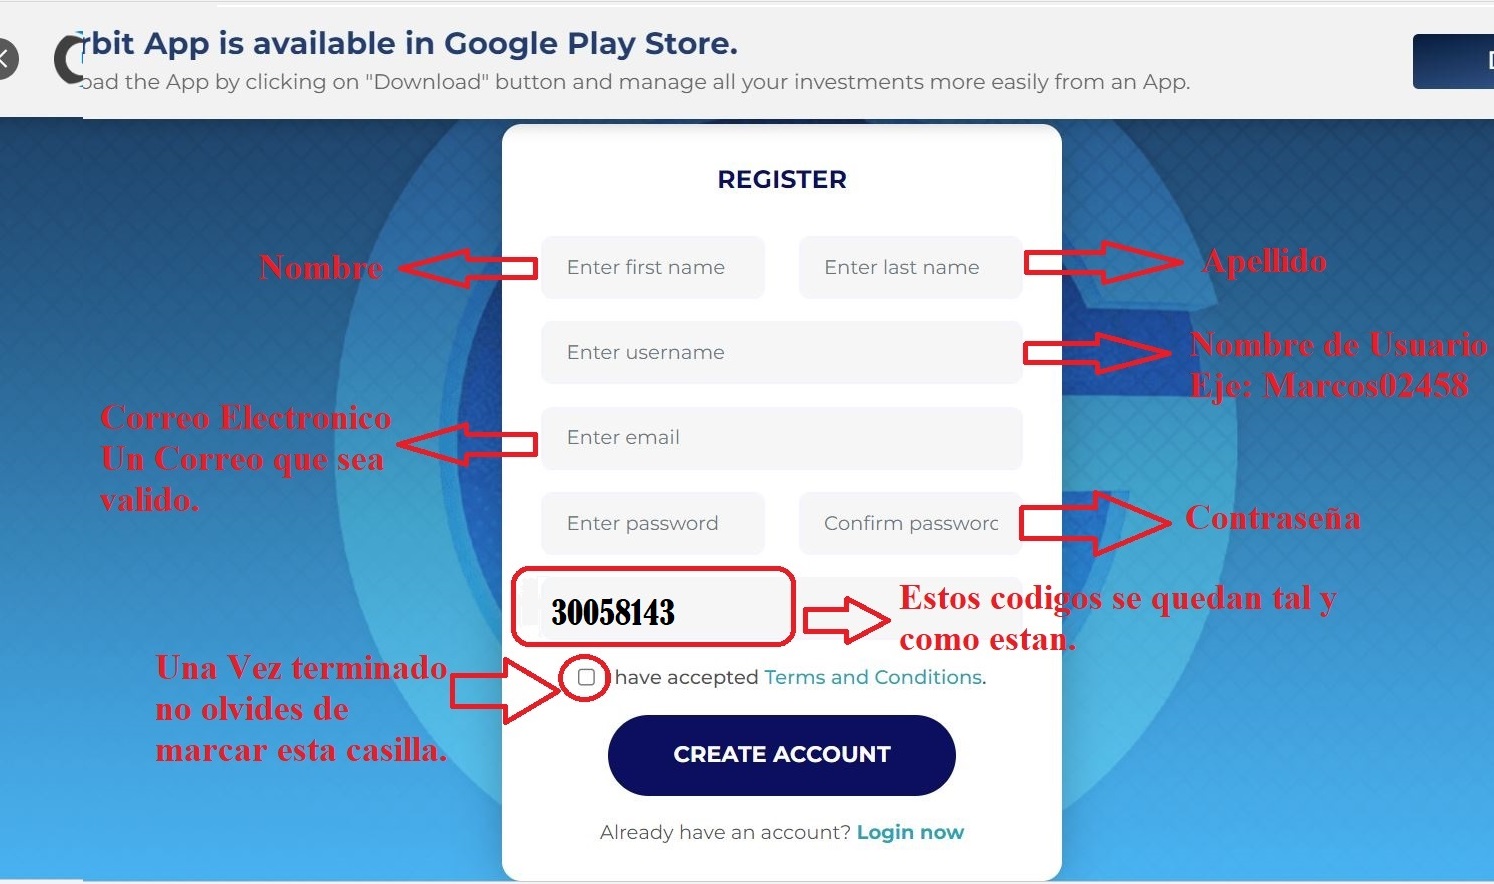 rbit App is available in Google Play Store.
oad the App by clicking on "Download" button and manage all your investments more easily from an App.
REGISTER
Nombre
Enter first name
Enter last name
Apellido
Enter username
Nombre de Usuario
Eje: Marcos02458
Correo Electronico
Un Correo que sea
valido.
Enter email
Enter password
Confirm password
Contraseña
30058143
Estos codigos se quedan tal y
como estan.
Una Vez terminado
no olvides de
marcar esta casilla.
have accepted Terms and Conditions.
CREATE ACCOUNT
Already have an account? Login now